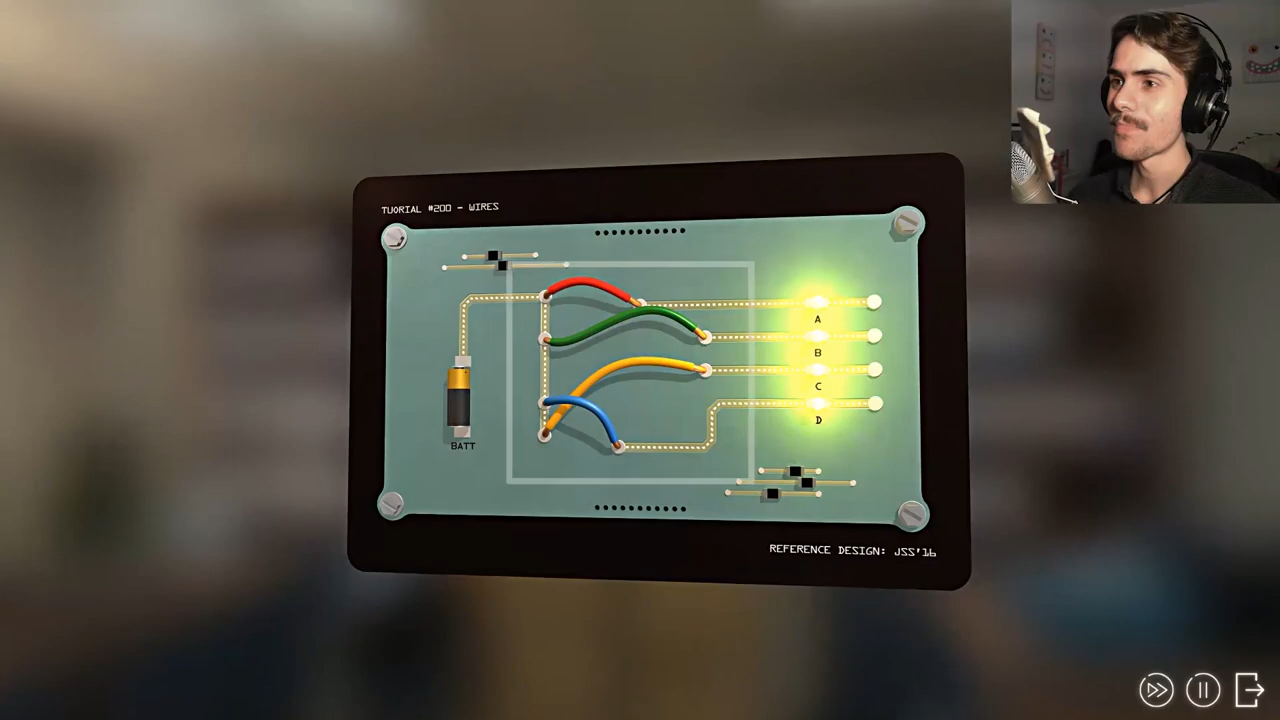 TUORIAL #200 - WIRES
A
B
C
D
BATT
REFERENCE DESIGN: JSS'16